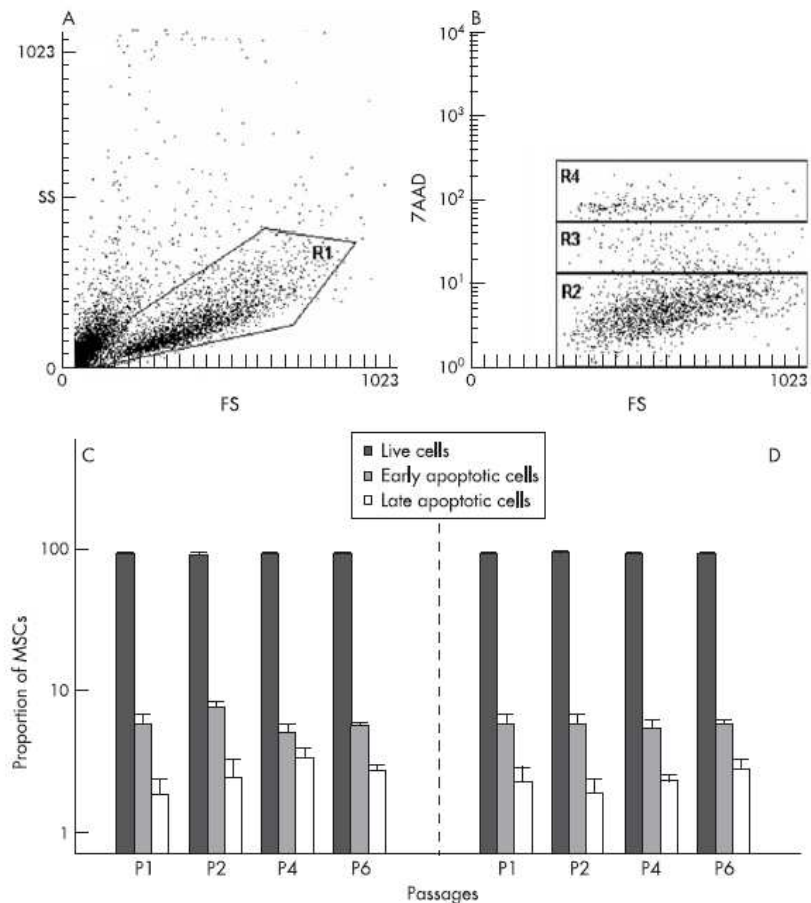 A
1023
SS
0
0
1023
FS
R1
B
10⁴
10³
7AAD
10²
10¹
10⁰
R4
R3
R2
0
1023
FS
C
D
Live cells
Early apoptotic cells
Late apoptotic cells
Proportion of MSCs
100
10
1
P1 P2 P4 P6 P1 P2 P4 P6
Passages